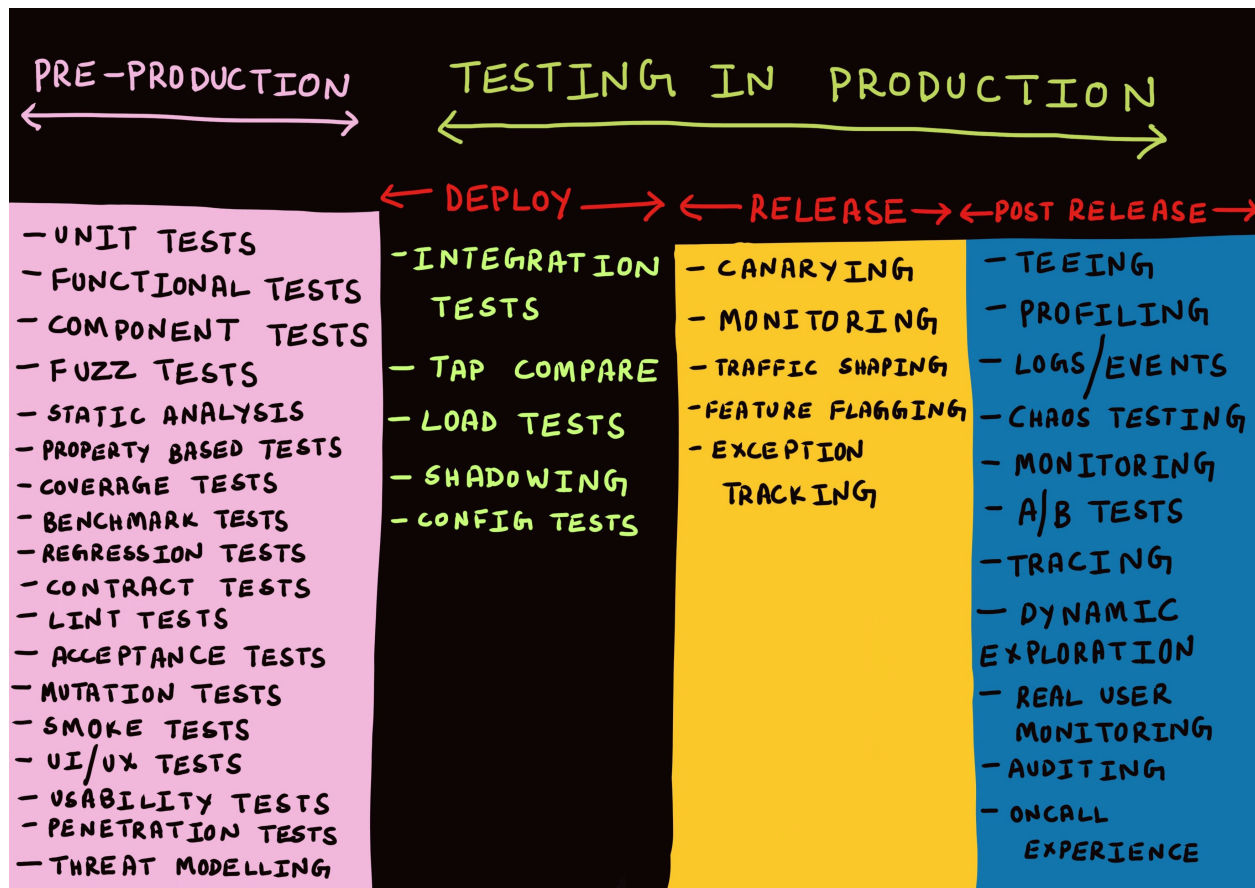 PRE-PRODUCTION
TESTING IN PRODUCTION
DEPLOY
RELEASE
POST RELEASE
- UNIT TESTS
- FUNCTIONAL TESTS
- COMPONENT TESTS
- FUZZ TESTS
- STATIC ANALYSIS
- PROPERTY BASED TESTS
- COVERAGE TESTS
- BENCHMARK TESTS
- REGRESSION TESTS
- CONTRACT TESTS
- LINT TESTS
- ACCEPTANCE TESTS
- MUTATION TESTS
- SMOKE TESTS
- UI/UX TESTS
- USABILITY TESTS
- PENETRATION TESTS
- THREAT MODELLING
- INTEGRATION
TESTS
- TAP COMPARE
- LOAD TESTS
- SHADOWING
- CONFIG TESTS
- CANARYING
- MONITORING
- TRAFFIC SHAPING
- FEATURE FLAGGING
- EXCEPTION
TRACKING
- TEEING
- PROFILING
- LOGS/EVENTS
- CHAOS TESTING
- MONITORING
- A/B TESTS
- TRACING
- DYNAMIC
EXPLORATION
- REAL USER
MONITORING
- AUDITING
- ONCALL
EXPERIENCE